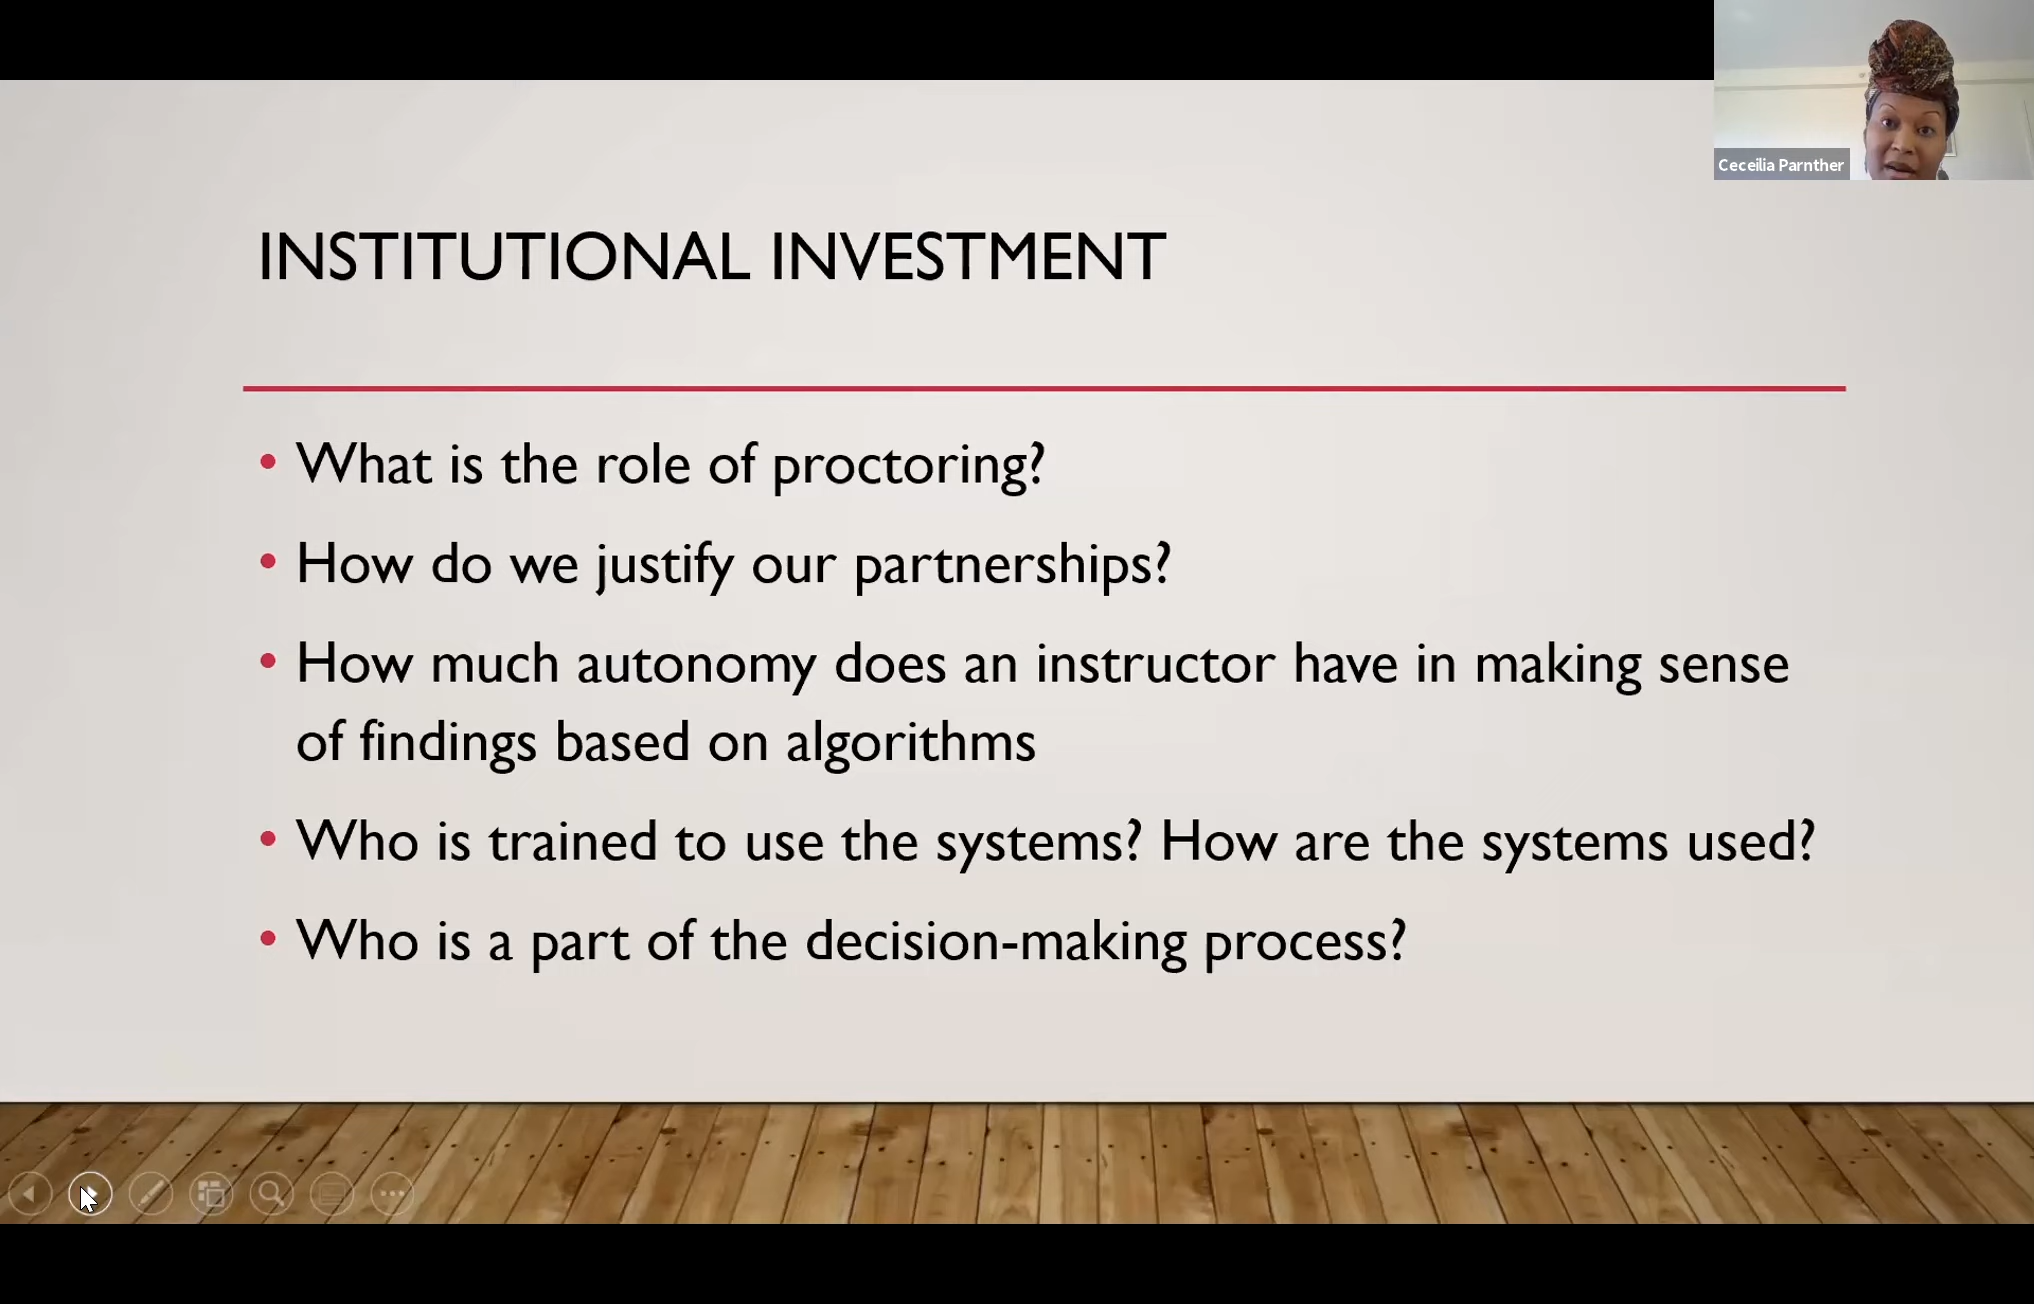 Ceceilia Parnther
INSTITUTIONAL INVESTMENT
• What is the role of proctoring?
• How do we justify our partnerships?
• How much autonomy does an instructor have in making sense
of findings based on algorithms
• Who is trained to use the systems? How are the systems used?
• Who is a part of the decision-making process?